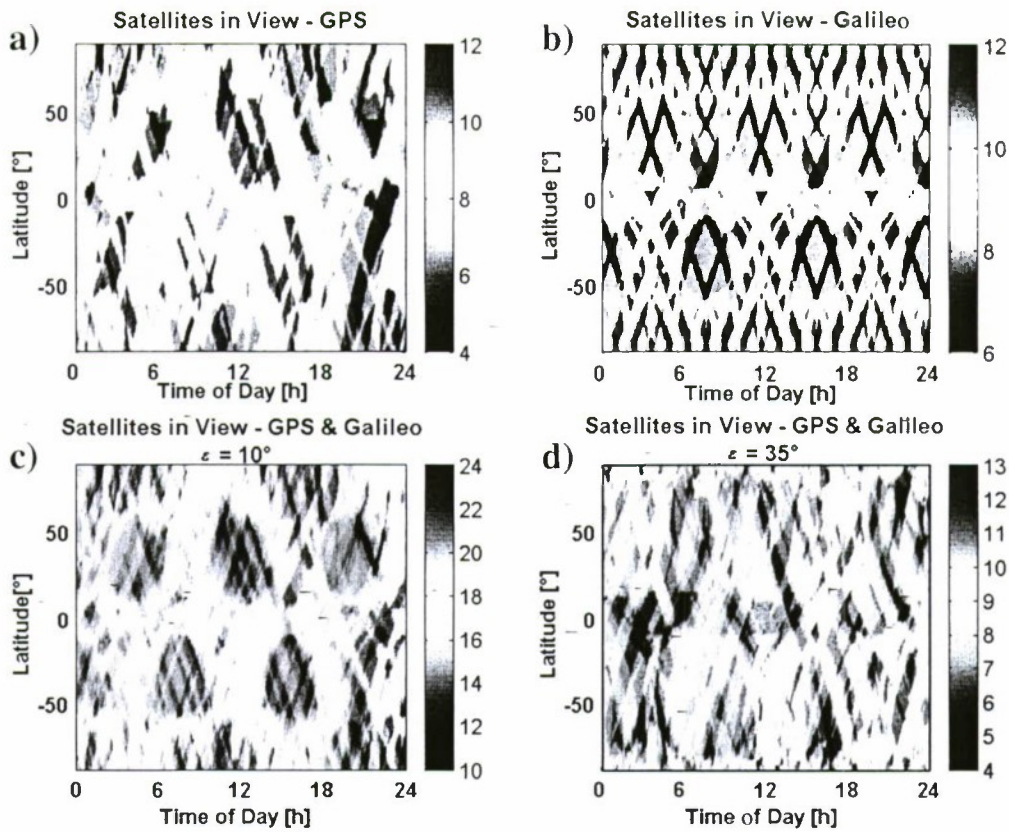 Satellites in View - GPS
a)
Latitude [°]
50
0
-50
0 6 12 18 24
Time of Day [h]
12
10
8
6
4
Satellites in View - Galileo
b)
Latitude [°]
50
0
-50
0 6 12 18 24
Time of Day [h]
12
10
8
6
Satellites in View - GPS & Galileo
c)
ε = 10°
Latitude[°]
50
0
-50
0 6 12 18 24
Time of Day [h]
24
22
20
18
16
14
12
10
Satellites in View - GPS & Galileo
d)
ε = 35°
Latitude [°]
50
0
-50
0 6 12 18 24
Time of Day [h]
13
12
11
10
9
8
7
6
5
4